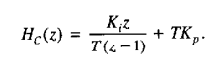 H_C(z) = K_i z / T(z − 1) + TK_p.